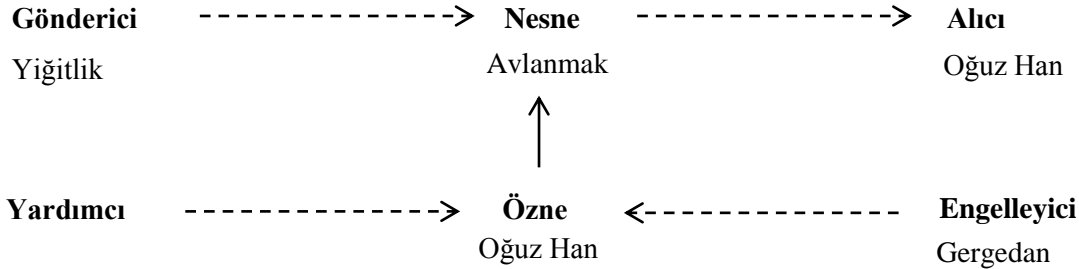 Gönderici Nesne Alıcı
Yiğitlik Avlanmak Oğuz Han
Yardımcı Özne Engelleyici
Oğuz Han Gergedan